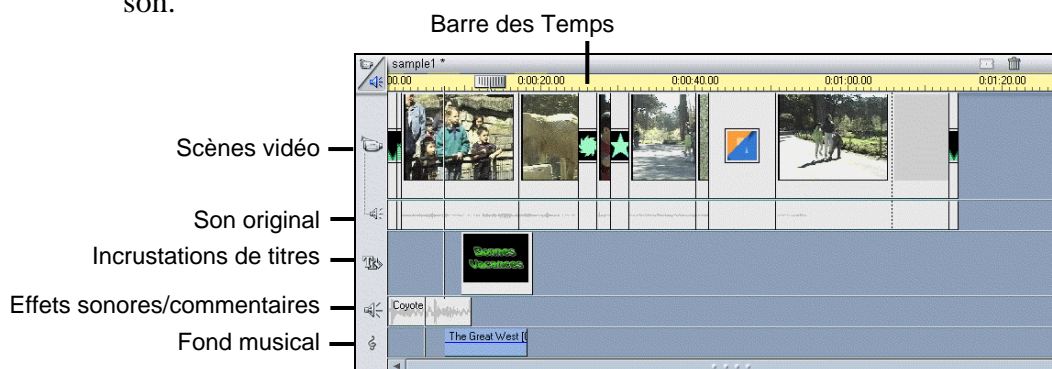 son.
Barre des Temps
sample1 *
00.00 0:00:20.00 0:00:40.00 0:01:00.00 0:01:20.00
Scènes vidéo
Son original
Incrustations de titres
Bonnes
Vacances
Effets sonores/commentaires
Coyote
Fond musical
The Great West [